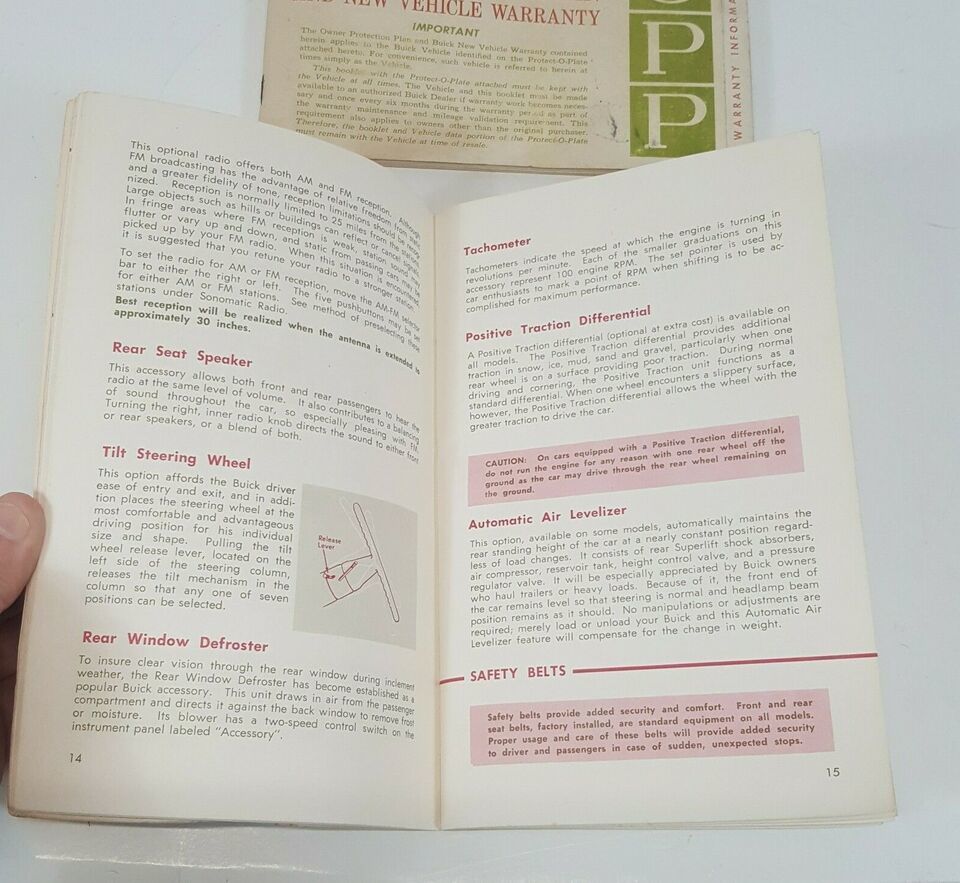 AND NEW VEHICLE WARRANTY
IMPORTANT
The Owner Protection Plan and Buick New Vehicle Warranty contained
herein applies to the Buick Vehicle identified on the Protect-O-Plate
attached hereto. For convenience, such vehicle is referred to herein at
times simply as the Vehicle.
This booklet with the Protect-O-Plate attached must be kept with
the Vehicle at all times. The Vehicle and this booklet must be made
available to an authorized Buick Dealer if warranty work becomes neces-
sary and once every six months during the warranty period as part of
the warranty maintenance and mileage validation requirement. This
requirement also applies to owners other than the original purchaser.
Therefore, the booklet and Vehicle data portion of the Protect-O-Plate
must remain with the Vehicle at time of resale.
P
P
WARRANTY
This optional radio offers both AM and FM reception. Although
FM broadcasting has the advantage of relative freedom from static
and a greater fidelity of tone, reception limitations should be recog-
nized. Reception is normally limited to 25 miles from the station.
Large objects such as hills or buildings can reflect or cancel signals.
In fringe areas where FM reception is weak, station sound may
flutter or vary up and down, and static from passing cars may be
picked up by your FM radio. When this situation is encountered,
it is suggested that you retune your radio to a stronger station.
To set the radio for AM or FM reception, move the AM-FM selector
bar to either the right or left. The five pushbuttons may be set
for either AM or FM stations. See method of preselecting these
stations under Sonomatic Radio.
Best reception will be realized when the antenna is extended to
approximately 30 inches.
Rear Seat Speaker
This accessory allows both front and rear passengers to hear the
radio at the same level of volume. It also contributes to a balancing
of sound throughout the car, so especially pleasing with FM.
Turning the right, inner radio knob directs the sound to either front
or rear speakers, or a blend of both.
Tilt Steering Wheel
This option affords the Buick driver
ease of entry and exit, and in addi-
tion places the steering wheel at the
most comfortable and advantageous
driving position for his individual
size and shape. Pulling the tilt
wheel release lever, located on the
left side of the steering column,
releases the tilt mechanism in the
column so that any one of seven
positions can be selected.
Release
Lever
Rear Window Defroster
To insure clear vision through the rear window during inclement
weather, the Rear Window Defroster has become established as a
popular Buick accessory. This unit draws in air from the passenger
compartment and directs it against the back window to remove frost
or moisture. Its blower has a two-speed control switch on the
instrument panel labeled "Accessory".
14
Tachometer
Tachometers indicate the speed at which the engine is turning in
revolutions per minute. Each of the smaller graduations on this
accessory represent 100 engine RPM. The set pointer is used by
car enthusiasts to mark a point of RPM when shifting is to be ac-
complished for maximum performance.
Positive Traction Differential
A Positive Traction differential (optional at extra cost) is available on
all models. The Positive Traction differential provides additional
traction in snow, ice, mud, sand and gravel, particularly when one
rear wheel is on a surface providing poor traction. During normal
driving and cornering, the Positive Traction unit functions as a
standard differential. When one wheel encounters a slippery surface,
however, the Positive Traction differential allows the wheel with the
greater traction to drive the car.
CAUTION: On cars equipped with a Positive Traction differential,
do not run the engine for any reason with one rear wheel off the
ground as the car may drive through the rear wheel remaining on
the ground.
Automatic Air Levelizer
This option, available on some models, automatically maintains the
rear standing height of the car at a nearly constant position regard-
less of load changes. It consists of rear Superlift shock absorbers,
air compressor, reservoir tank, height control valve, and a pressure
regulator valve. It will be especially appreciated by Buick owners
who haul trailers or heavy loads. Because of it, the front end of
the car remains level so that steering is normal and headlamp beam
position remains as it should. No manipulations or adjustments are
required; merely load or unload your Buick and this Automatic Air
Levelizer feature will compensate for the change in weight.
SAFETY BELTS
Safety belts provide added security and comfort. Front and rear
seat belts, factory installed, are standard equipment on all models.
Proper usage and care of these belts will provide added security
to driver and passengers in case of sudden, unexpected stops.
15